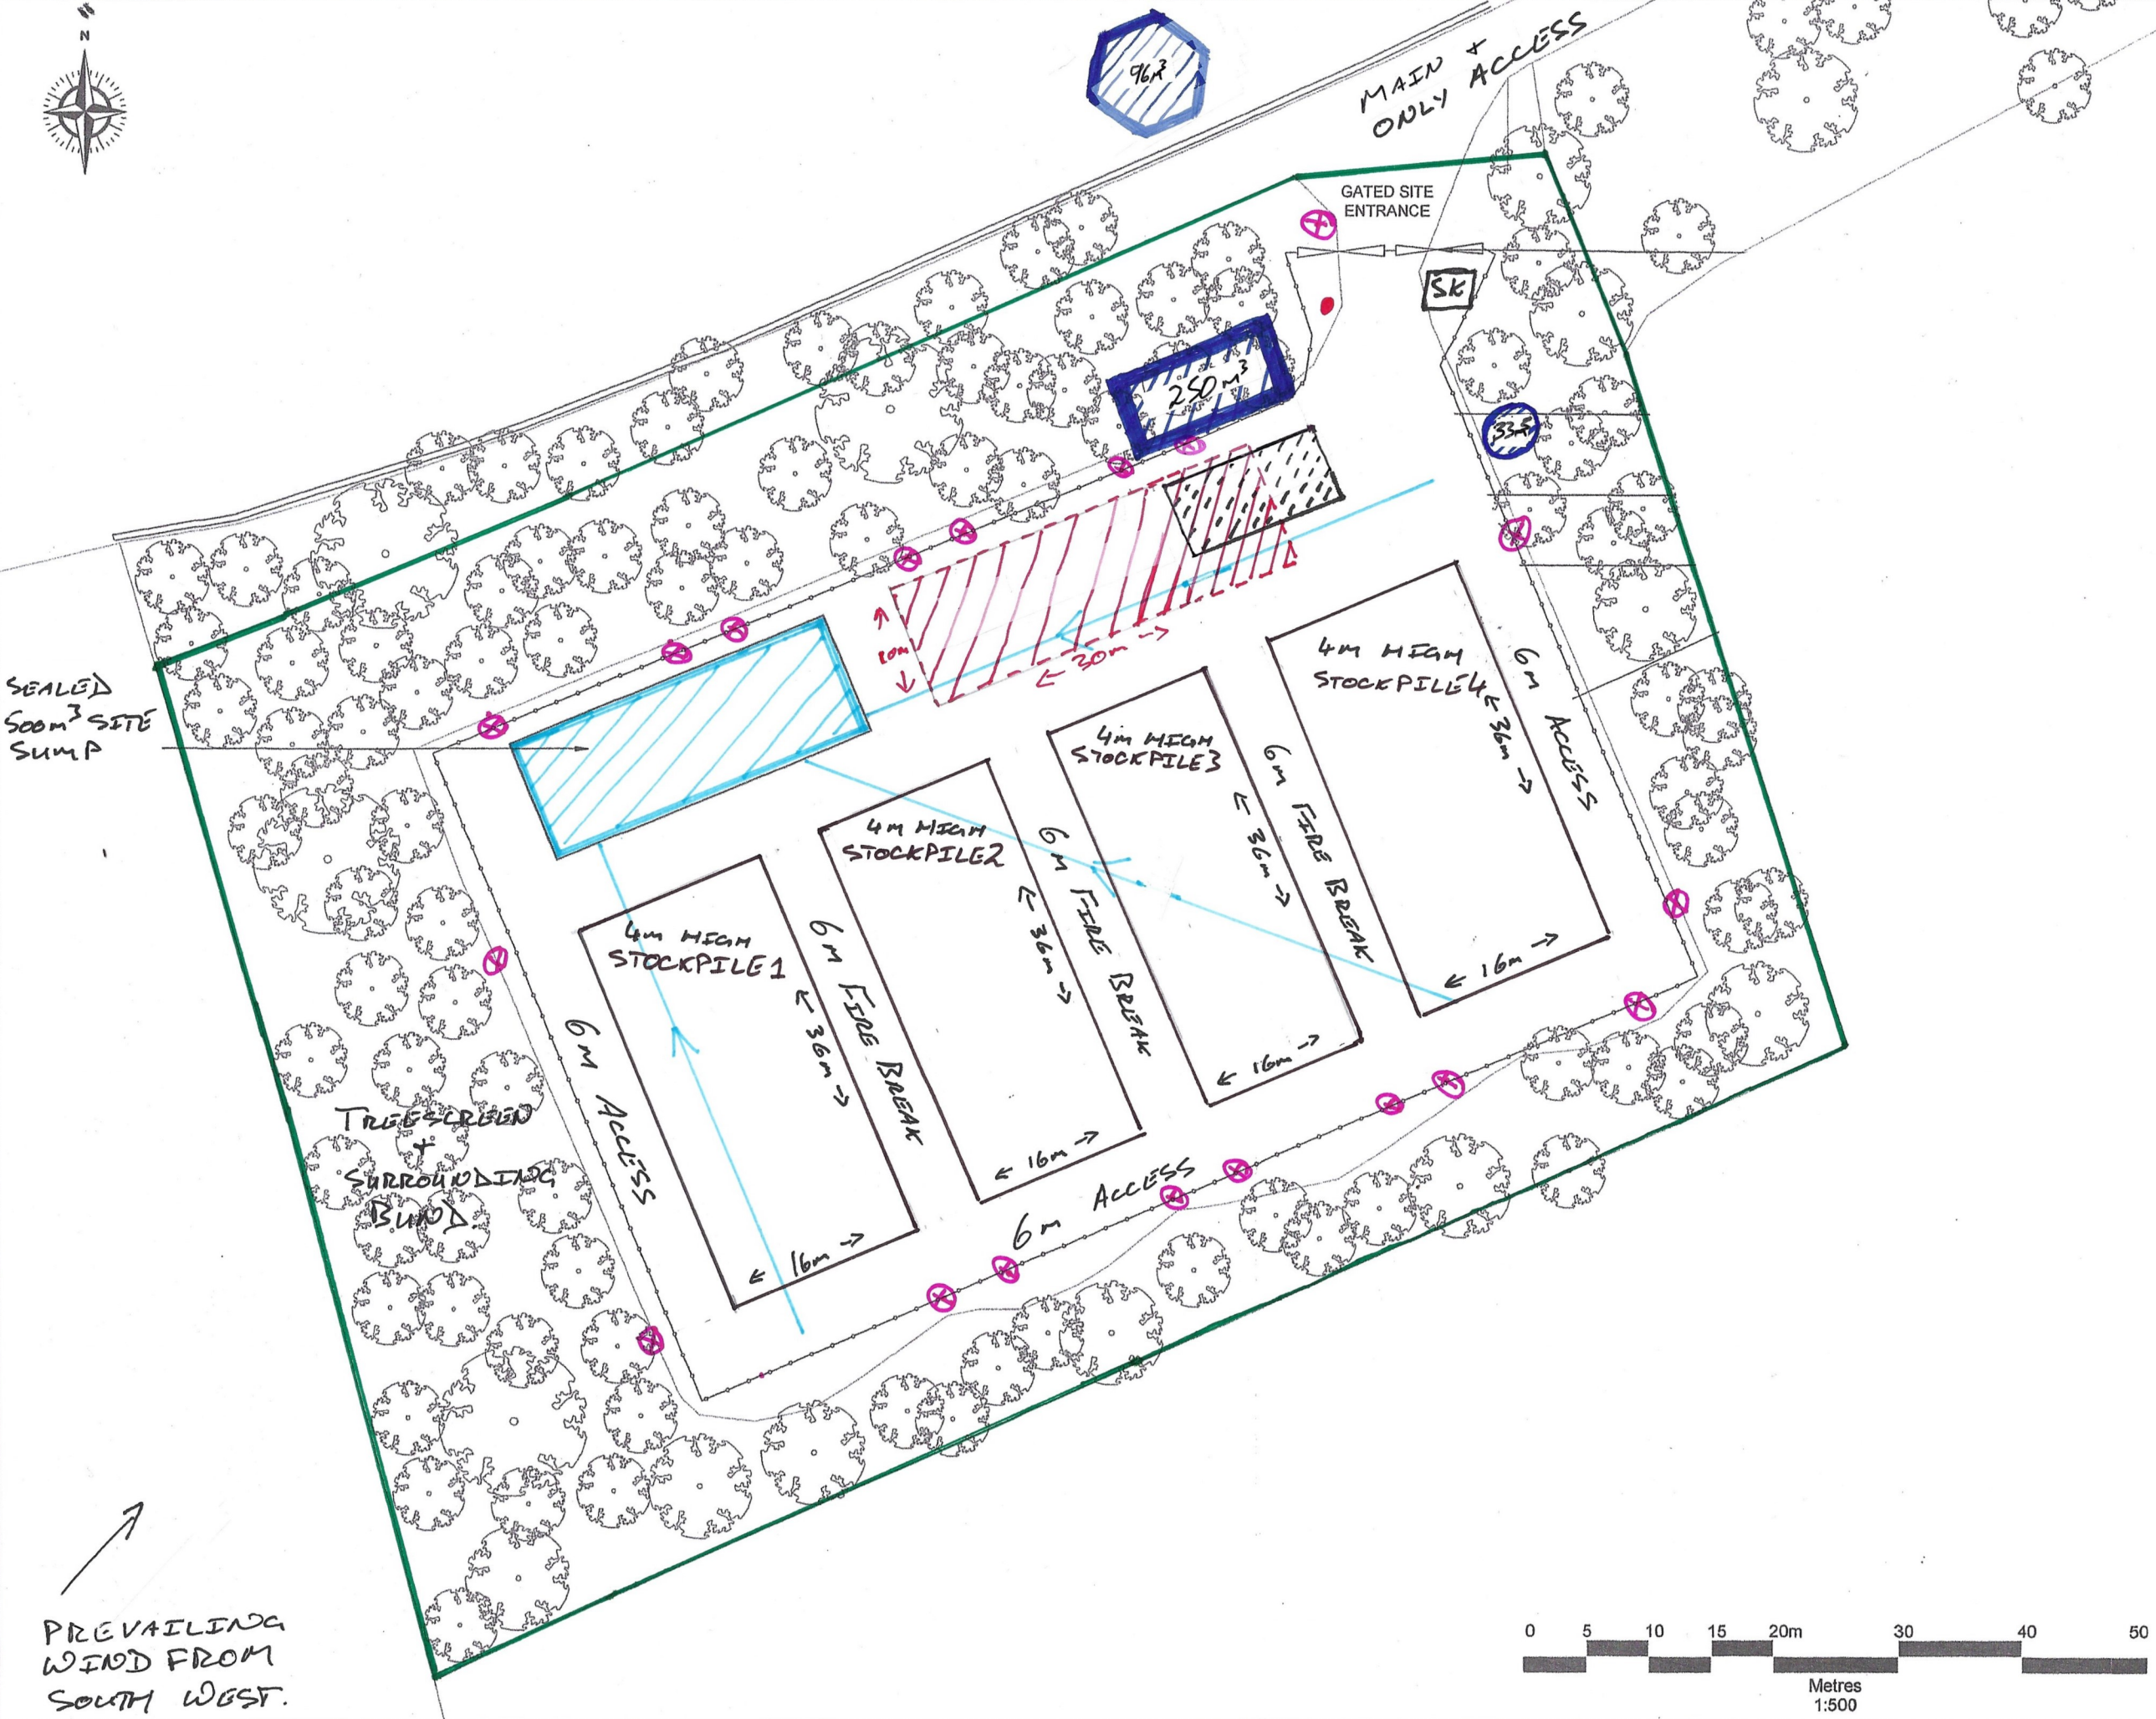 N
96m³
MAIN +
ONLY ACCESS
GATED SITE
ENTRANCE
SK
250m³
33m³
10m
← 30m →
SEALED
500m³ SITE
SUMP
4m HIGH
STOCKPILE 4
← 36m →
6m ACCESS
4m HIGH
STOCKPILE 3
← 36m →
6m FIRE BREAK
4m HIGH
STOCKPILE 2
← 36m →
6m FIRE BREAK
4m HIGH
STOCKPILE 1
← 36m →
6m FIRE BREAK
← 16m →
← 16m →
← 16m →
← 16m →
6m ACCESS
6m ACCESS
TREESCREEN
+
SURROUNDING
BUND.
PREVAILING
WIND FROM
SOUTH WEST.
0 5 10 15 20m 30 40 50
Metres
1:500